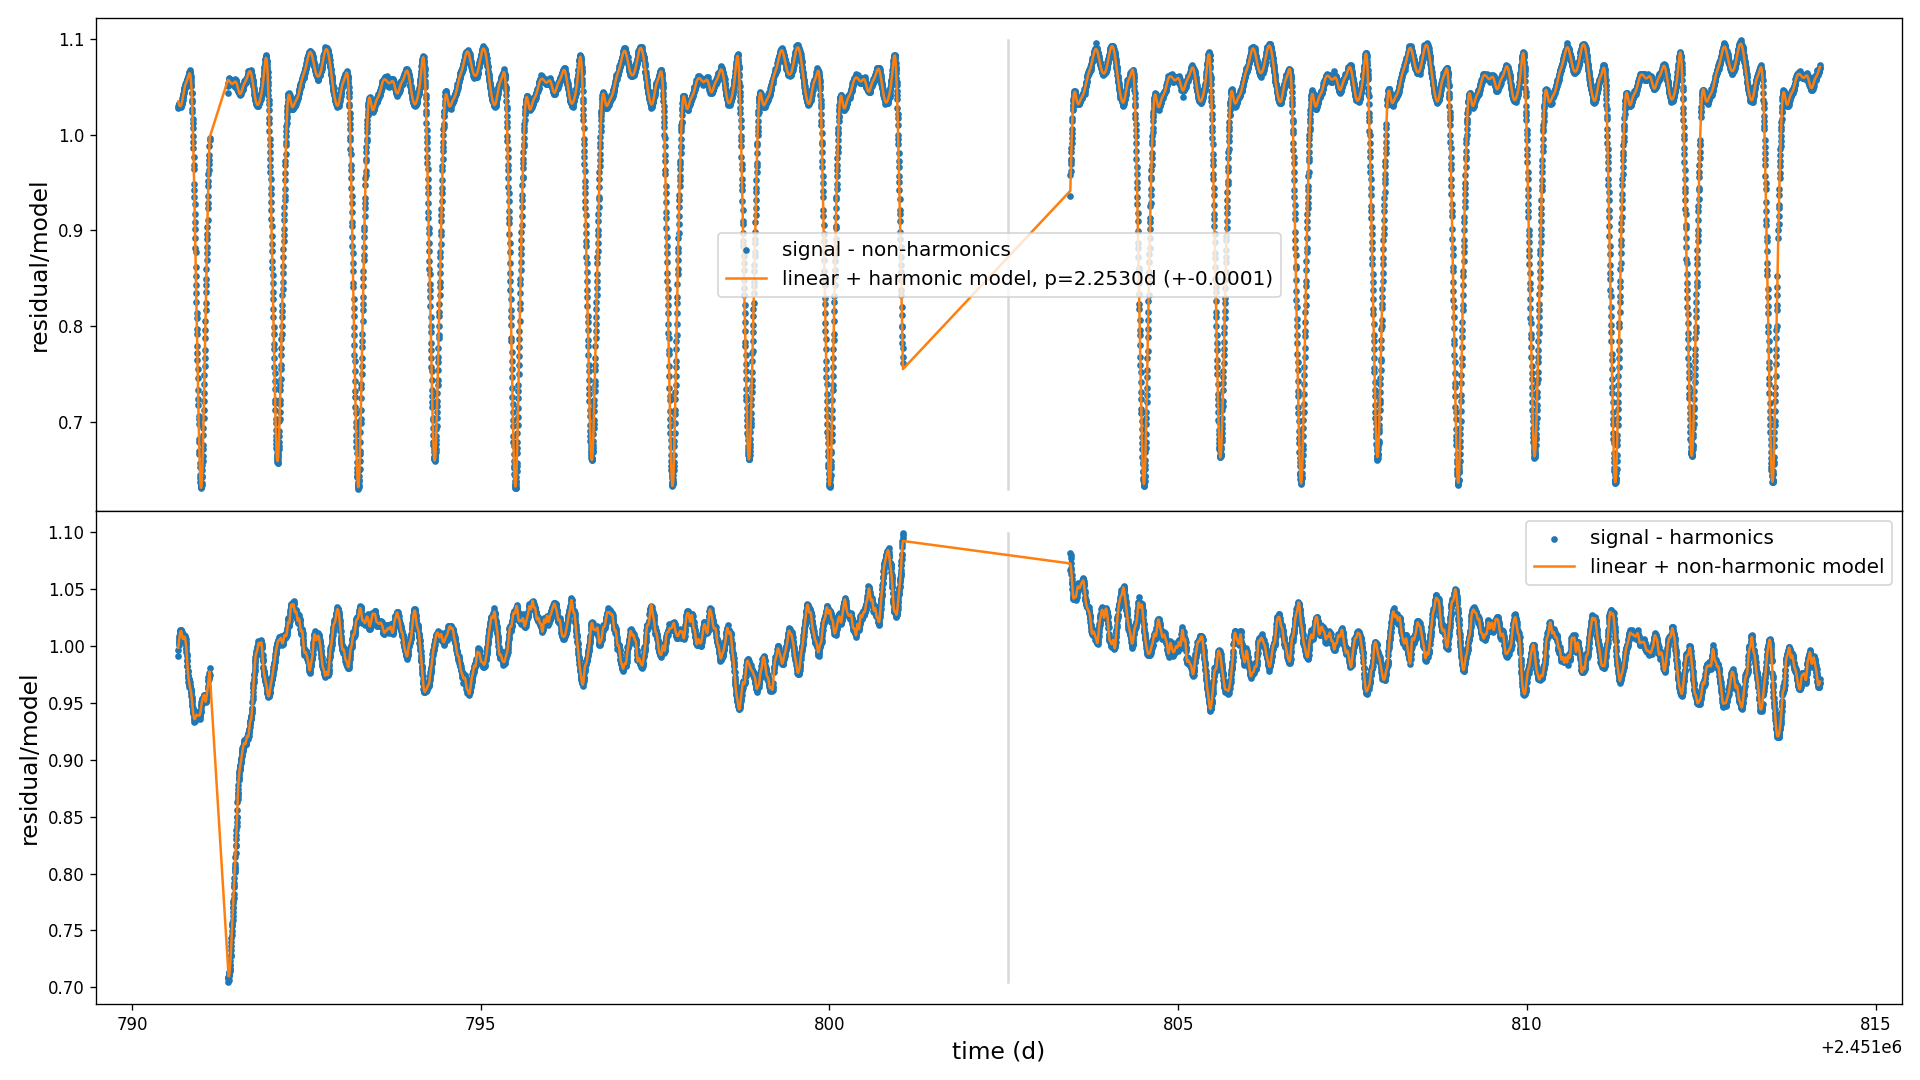 1.1
1.0
0.9
0.8
0.7
residual/model
signal - non-harmonics
linear + harmonic model, p=2.2530d (+-0.0001)
1.10
1.05
1.00
0.95
0.90
0.85
0.80
0.75
0.70
residual/model
signal - harmonics
linear + non-harmonic model
790
795
800
805
810
815
time (d)
+2.451e6